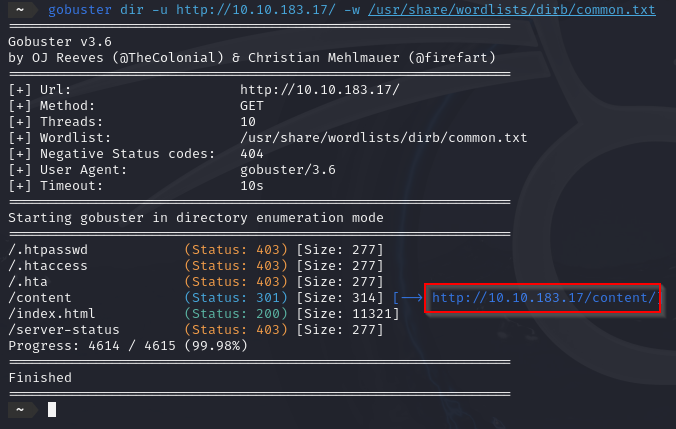 ~ gobuster dir -u http://10.10.183.17/ -w /usr/share/wordlists/dirb/common.txt
===============================================================
Gobuster v3.6
by OJ Reeves (@TheColonial) & Christian Mehlmauer (@firefart)
===============================================================
[+] Url:                     http://10.10.183.17/
[+] Method:                  GET
[+] Threads:                 10
[+] Wordlist:                /usr/share/wordlists/dirb/common.txt
[+] Negative Status codes:   404
[+] User Agent:              gobuster/3.6
[+] Timeout:                 10s
===============================================================
Starting gobuster in directory enumeration mode
===============================================================
/.htpasswd            (Status: 403) [Size: 277]
/.htaccess            (Status: 403) [Size: 277]
/.hta                 (Status: 403) [Size: 277]
/content              (Status: 301) [Size: 314] [--> http://10.10.183.17/content/]
/index.html           (Status: 200) [Size: 11321]
/server-status        (Status: 403) [Size: 277]
Progress: 4614 / 4615 (99.98%)
===============================================================
Finished
===============================================================
~